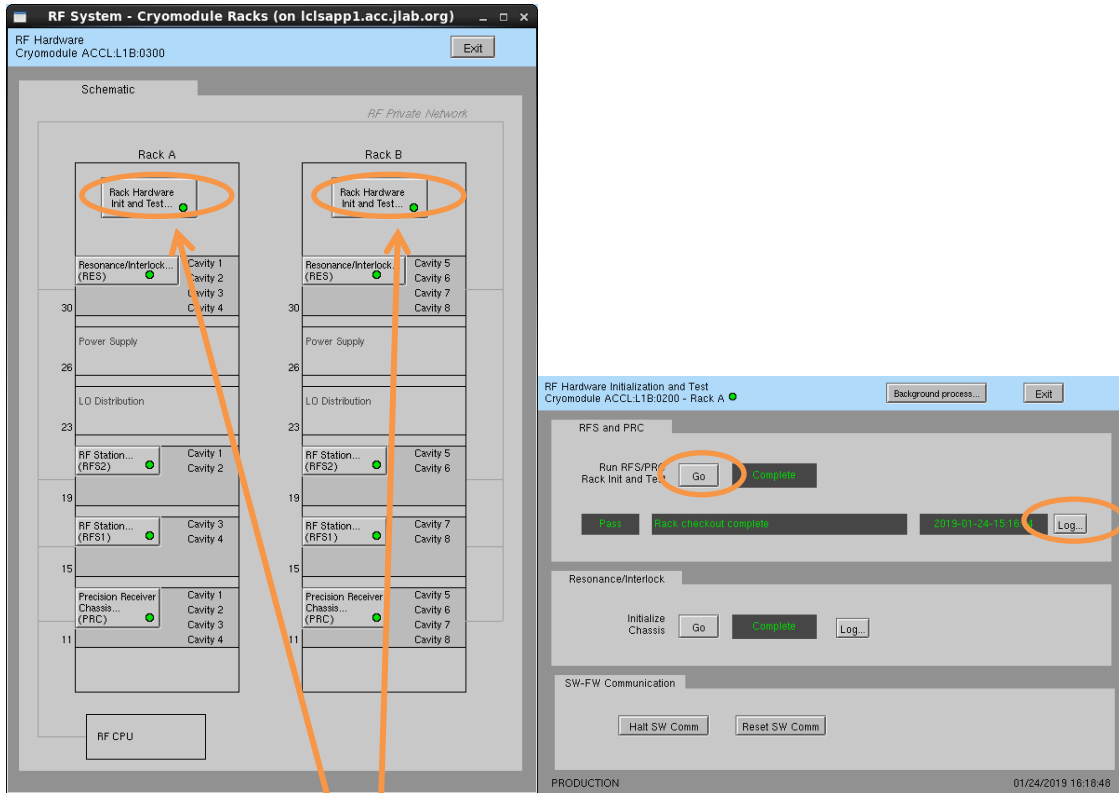 RF System - Cryomodule Racks (on lclsapp1.acc.jlab.org)
RF Hardware
Cryomodule ACCL:L1B:0300
Exit
Schematic
RF Private Network
Rack A
Rack Hardware
Init and Test...
Resonance/Interlock...
(RES)
Cavity 1
Cavity 2
Cavity 3
Cavity 4
30
Power Supply
26
LO Distribution
23
RF Station...
(RFS2)
Cavity 1
Cavity 2
19
RF Station...
(RFS1)
Cavity 3
Cavity 4
15
Precision Receiver
Chassis...
(PRC)
Cavity 1
Cavity 2
Cavity 3
Cavity 4
11
RF CPU
Rack B
Rack Hardware
Init and Test...
Resonance/Interlock...
(RES)
Cavity 5
Cavity 6
Cavity 7
Cavity 8
30
Power Supply
26
LO Distribution
23
RF Station...
(RFS2)
Cavity 5
Cavity 6
19
RF Station...
(RFS1)
Cavity 7
Cavity 8
15
Precision Receiver
Chassis...
(PRC)
Cavity 5
Cavity 6
Cavity 7
Cavity 8
11
RF Hardware Initialization and Test
Cryomodule ACCL:L1B:0200 - Rack A
Background process...
Exit
RFS and PRC
Run RFS/PRC
Rack Init and Test
Go
Complete
Pass
Rack checkout complete
Log...
Resonance/Interlock
Initialize
Chassis
Go
Complete
Log...
SW-FW Communication
Halt SW Comm
Reset SW Comm
PRODUCTION
01/24/2019 16:18:48